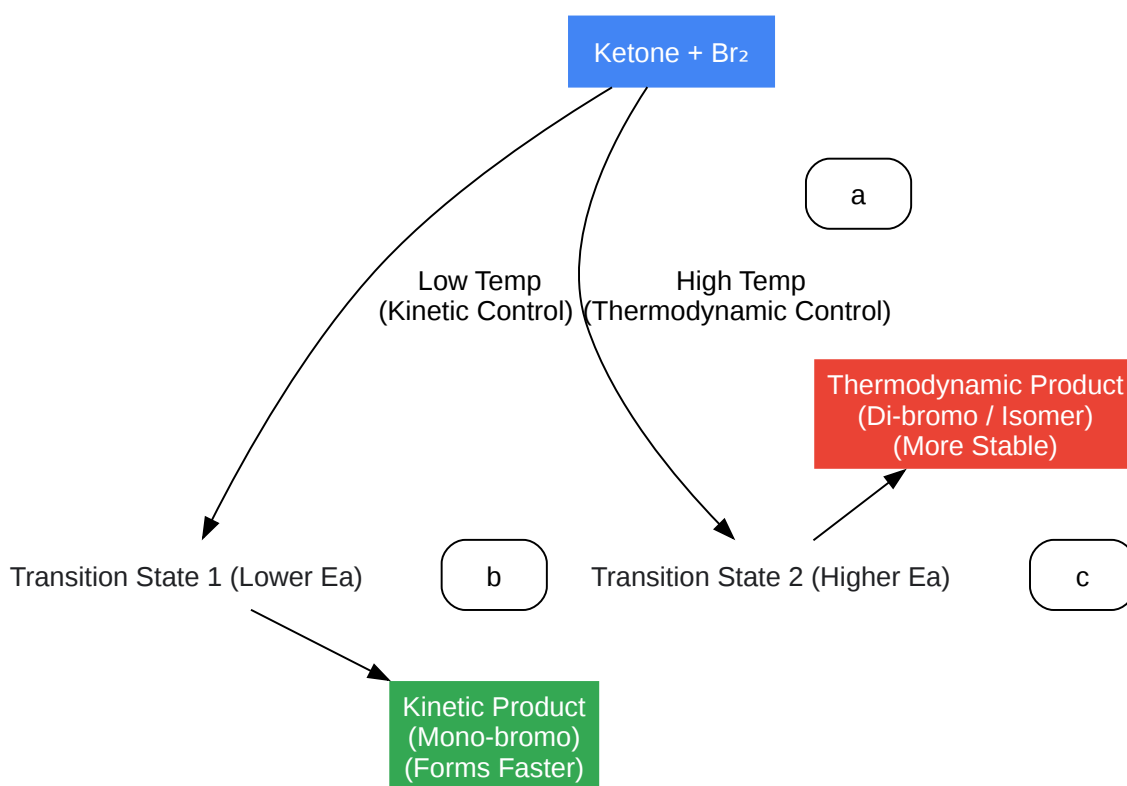 Ketone + Br₂
a
Low Temp
(Kinetic Control)
High Temp
(Thermodynamic Control)
Thermodynamic Product
(Di-bromo / Isomer)
(More Stable)
Transition State 1 (Lower Ea)
b
Transition State 2 (Higher Ea)
c
Kinetic Product
(Mono-bromo)
(Forms Faster)